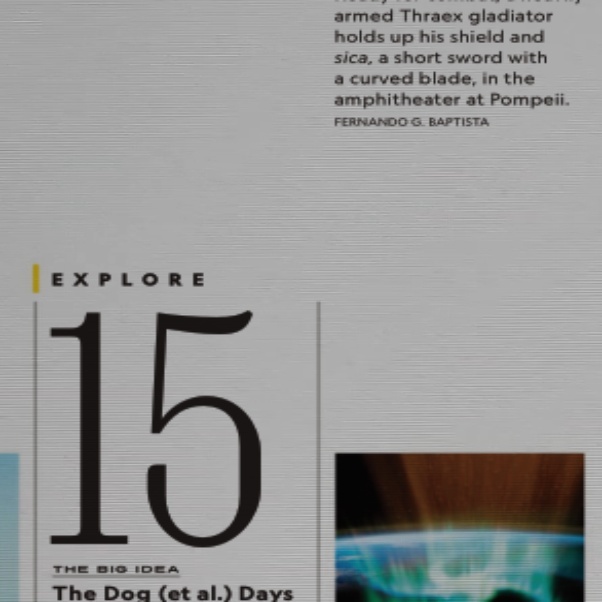 armed Thraex gladiator
holds up his shield and
sica, a short sword with
a curved blade, in the
amphitheater at Pompeii.
FERNANDO G. BAPTISTA
EXPLORE
15
THE BIG IDEA
The Dog (et al.) Days